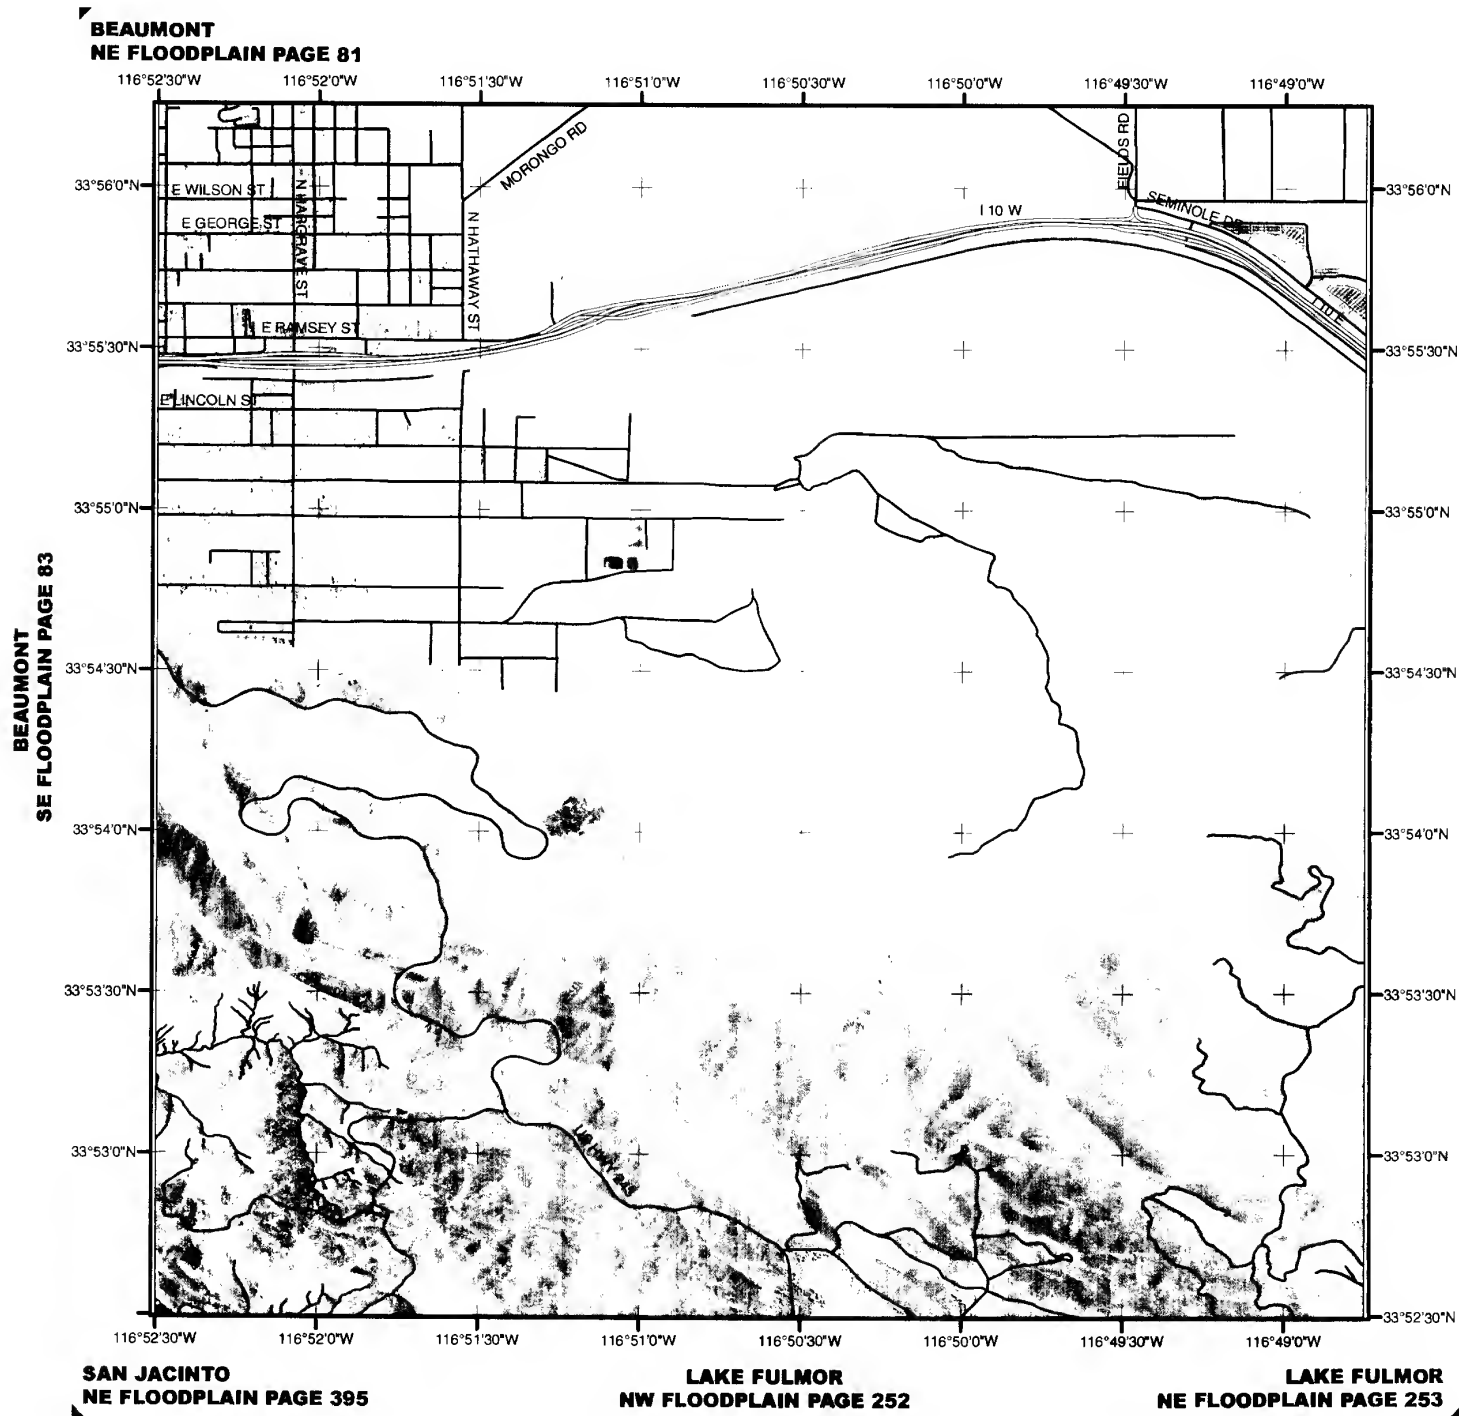 BEAUMONT
NE FLOODPLAIN PAGE 81
116°52'30"W 116°52'0"W 116°51'30"W 116°51'0"W 116°50'30"W 116°50'0"W 116°49'30"W 116°49'0"W
MORONGO RD
FIELDS RD
33°56'0"N
E WILSON ST
33°56'0"N
SEMINOLE DR
I 10 W
E GEORGE ST
N HARGRAVE ST
N HATHAWAY ST
I 10 E
E RAMSEY ST
33°55'30"N
33°55'30"N
E LINCOLN ST
33°55'0"N
33°55'0"N
BEAUMONT
SE FLOODPLAIN PAGE 83
33°54'30"N
33°54'30"N
33°54'0"N
33°54'0"N
33°53'30"N
33°53'30"N
33°53'0"N
33°53'0"N
33°52'30"N
116°52'30"W 116°52'0"W 116°51'30"W 116°51'0"W 116°50'30"W 116°50'0"W 116°49'30"W 116°49'0"W
SAN JACINTO
NE FLOODPLAIN PAGE 395
LAKE FULMOR
NW FLOODPLAIN PAGE 252
LAKE FULMOR
NE FLOODPLAIN PAGE 253